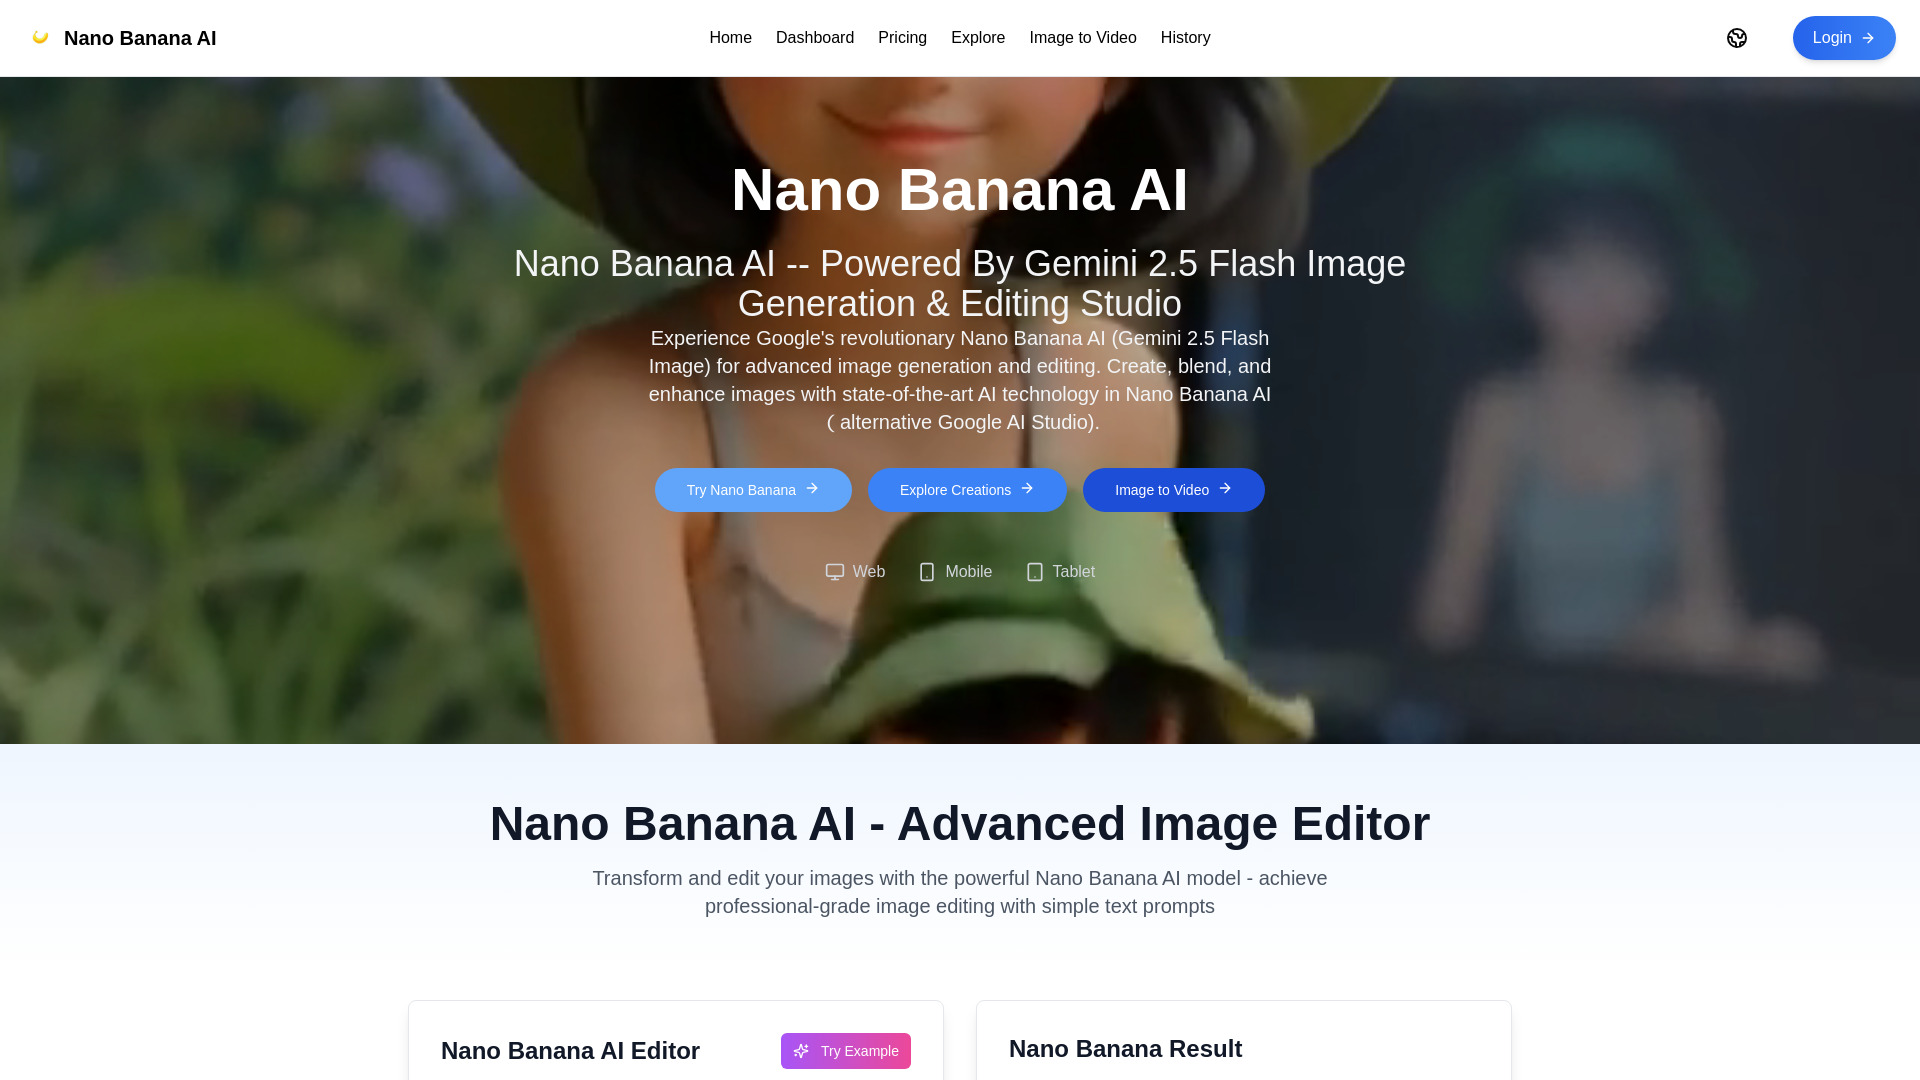 Nano Banana AI
Home Dashboard Pricing Explore Image to Video History
Login
Nano Banana AI
Nano Banana AI -- Powered By Gemini 2.5 Flash Image
Generation & Editing Studio
Experience Google's revolutionary Nano Banana AI (Gemini 2.5 Flash
Image) for advanced image generation and editing. Create, blend, and
enhance images with state-of-the-art AI technology in Nano Banana AI
( alternative Google AI Studio).
Try Nano Banana
Explore Creations
Image to Video
Web
Mobile
Tablet
Nano Banana AI - Advanced Image Editor
Transform and edit your images with the powerful Nano Banana AI model - achieve
professional-grade image editing with simple text prompts
Nano Banana AI Editor
Try Example
Nano Banana Result